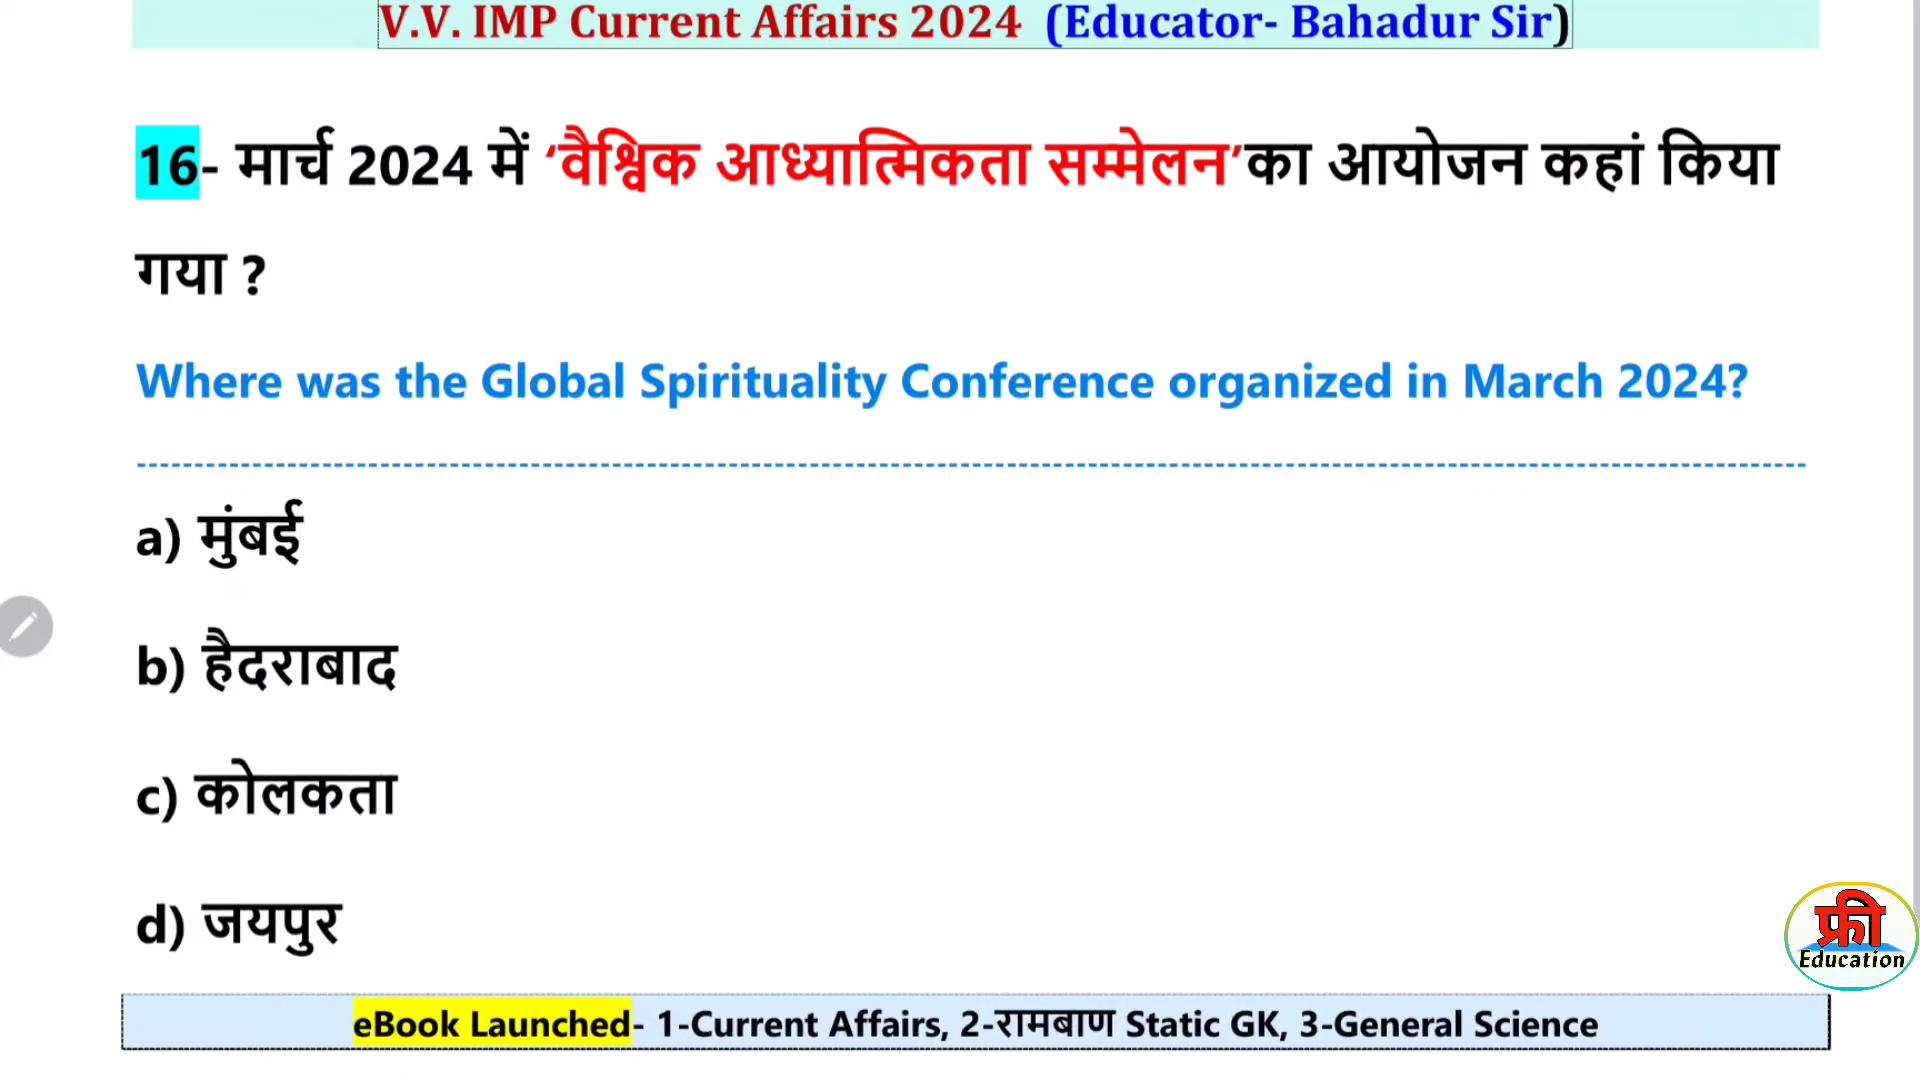 V.V. IMP Current Affairs 2024 (Educator- Bahadur Sir)
16- मार्च 2024 में ‘वैश्विक आध्यात्मिकता सम्मेलन’का आयोजन कहां किया
गया ?
Where was the Global Spirituality Conference organized in March 2024?
a) मुंबई
b) हैदराबाद
c) कोलकता
d) जयपुर
फ्री
Education
eBook Launched- 1-Current Affairs, 2-रामबाण Static GK, 3-General Science